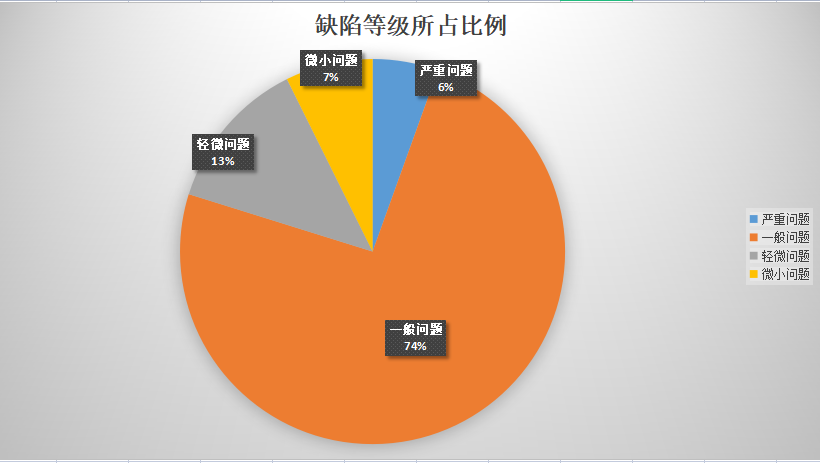 缺陷等级所占比例
微小问题
7%
严重问题
6%
轻微问题
13%
一般问题
74%
严重问题
一般问题
轻微问题
微小问题